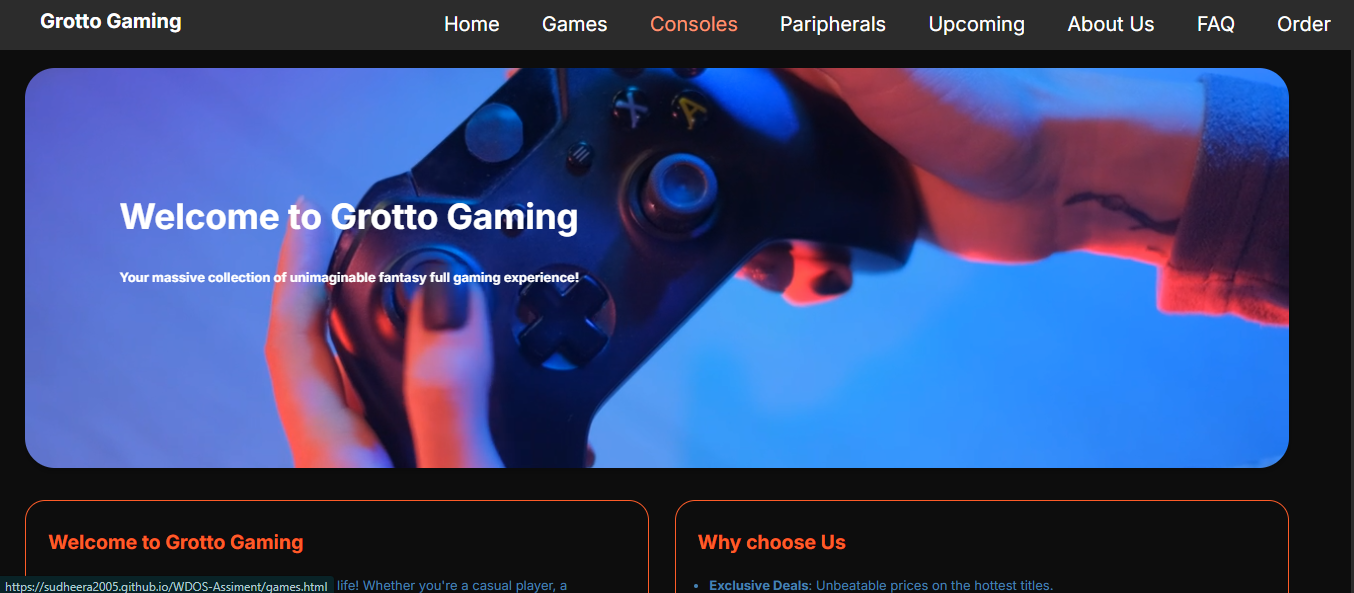 Grotto Gaming
Home Games Consoles Paripherals Upcoming About Us FAQ Order
X A
Welcome to Grotto Gaming
Your massive collection of unimaginable fantasy full gaming experience!
Welcome to Grotto Gaming
life! Whether you're a casual player, a
Why choose Us
• Exclusive Deals: Unbeatable prices on the hottest titles.
https://sudheera2005.github.io/WDOS-Assiment/games.html